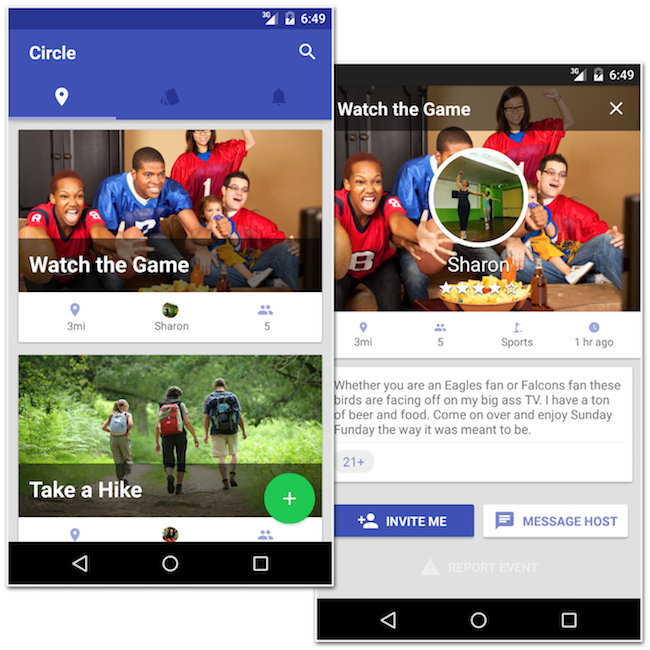 3G 6:49
Circle
Watch the Game
3mi Sharon 5
Take a Hike
3G 6:49
Watch the Game
Sharon
3mi 5 Sports 1 hr ago
Whether you are an Eagles fan or Falcons fan these
birds are facing off on my big ass TV. I have a ton
of beer and food. Come on over and enjoy Sunday
Funday the way it was meant to be.
21+
INVITE ME MESSAGE HOST
REPORT EVENT